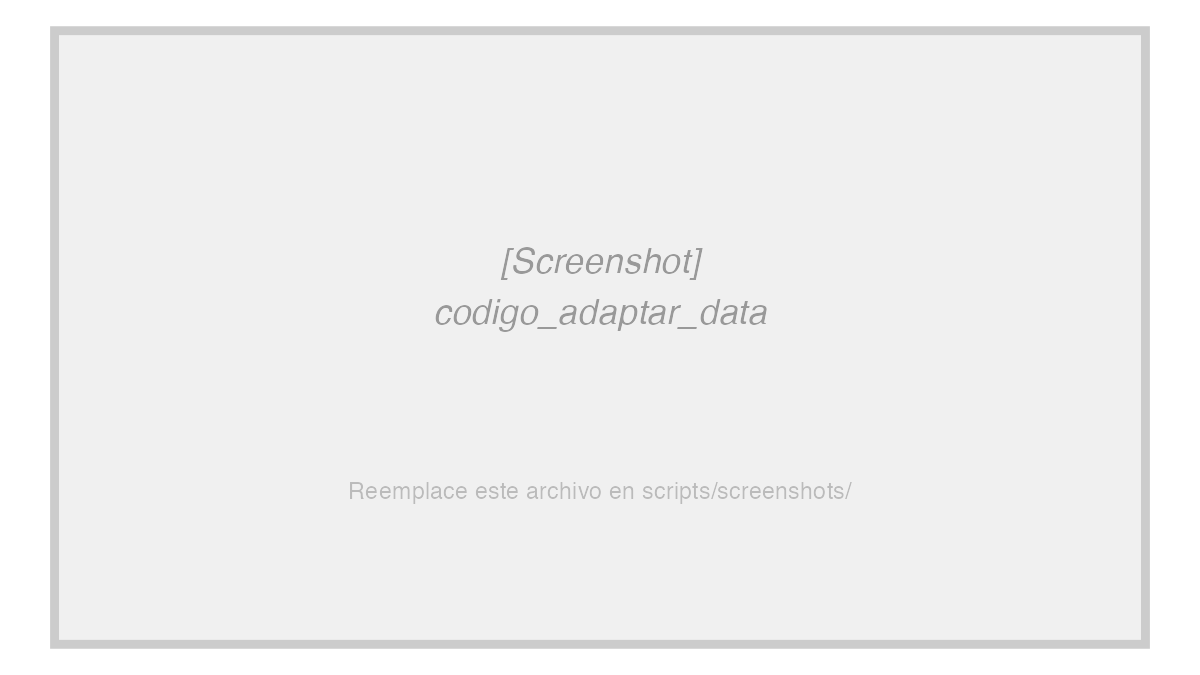 [Screenshot]
codigo_adaptar_data
Reemplace este archivo en scripts/screenshots/